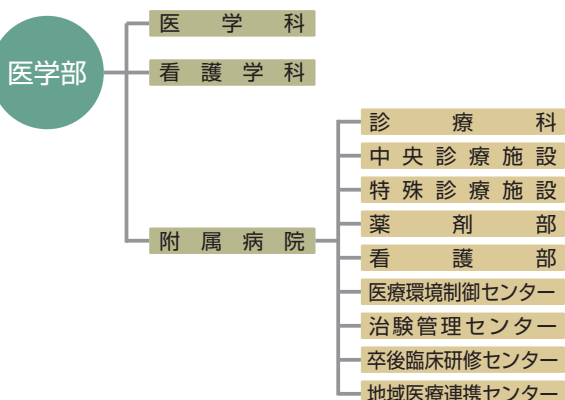 医学部
医学科
看護学科
附属病院
診療科
中央診療施設
特殊診療施設
薬剤部
看護部
医療環境制御センター
治験管理センター
卒後臨床研修センター
地域医療連携センター